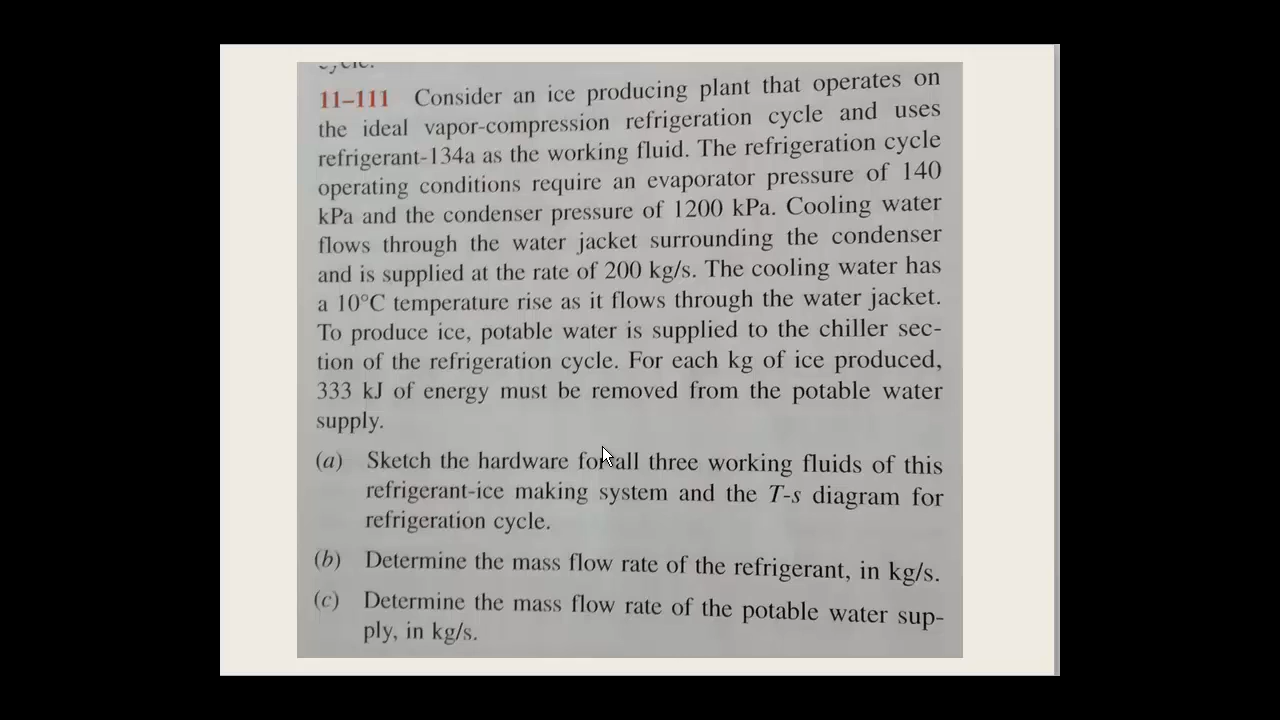 cycle.
11–111 Consider an ice producing plant that operates on
the ideal vapor-compression refrigeration cycle and uses
refrigerant-134a as the working fluid. The refrigeration cycle
operating conditions require an evaporator pressure of 140
kPa and the condenser pressure of 1200 kPa. Cooling water
flows through the water jacket surrounding the condenser
and is supplied at the rate of 200 kg/s. The cooling water has
a 10°C temperature rise as it flows through the water jacket.
To produce ice, potable water is supplied to the chiller sec-
tion of the refrigeration cycle. For each kg of ice produced,
333 kJ of energy must be removed from the potable water
supply.
(a) Sketch the hardware for all three working fluids of this
refrigerant-ice making system and the T-s diagram for
refrigeration cycle.
(b) Determine the mass flow rate of the refrigerant, in kg/s.
(c) Determine the mass flow rate of the potable water sup-
ply, in kg/s.